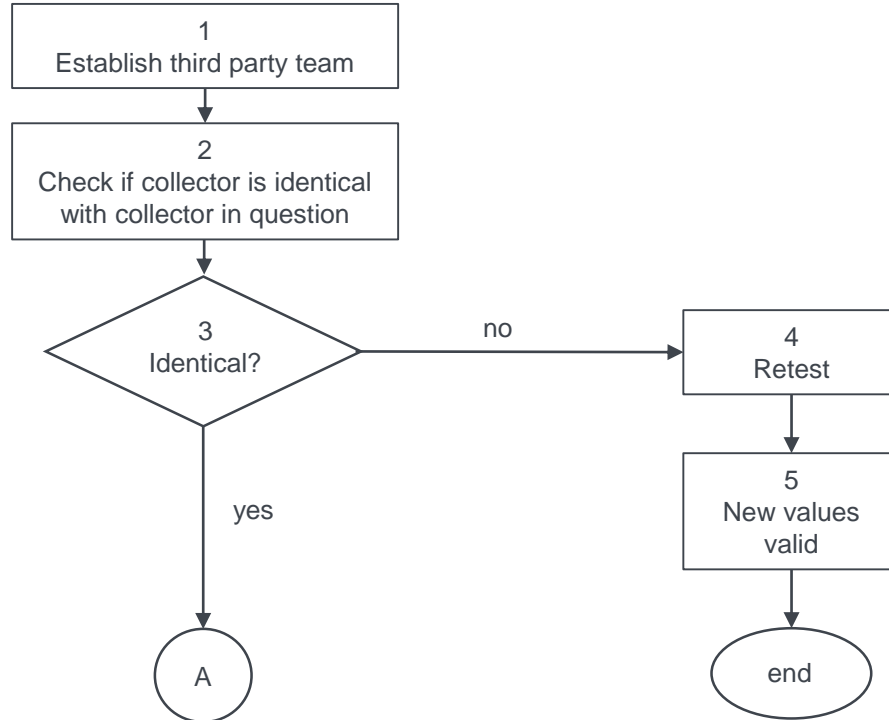 1
Establish third party team
2
Check if collector is identical
with collector in question
3
Identical?
no
4
Retest
5
New values
valid
yes
A
end